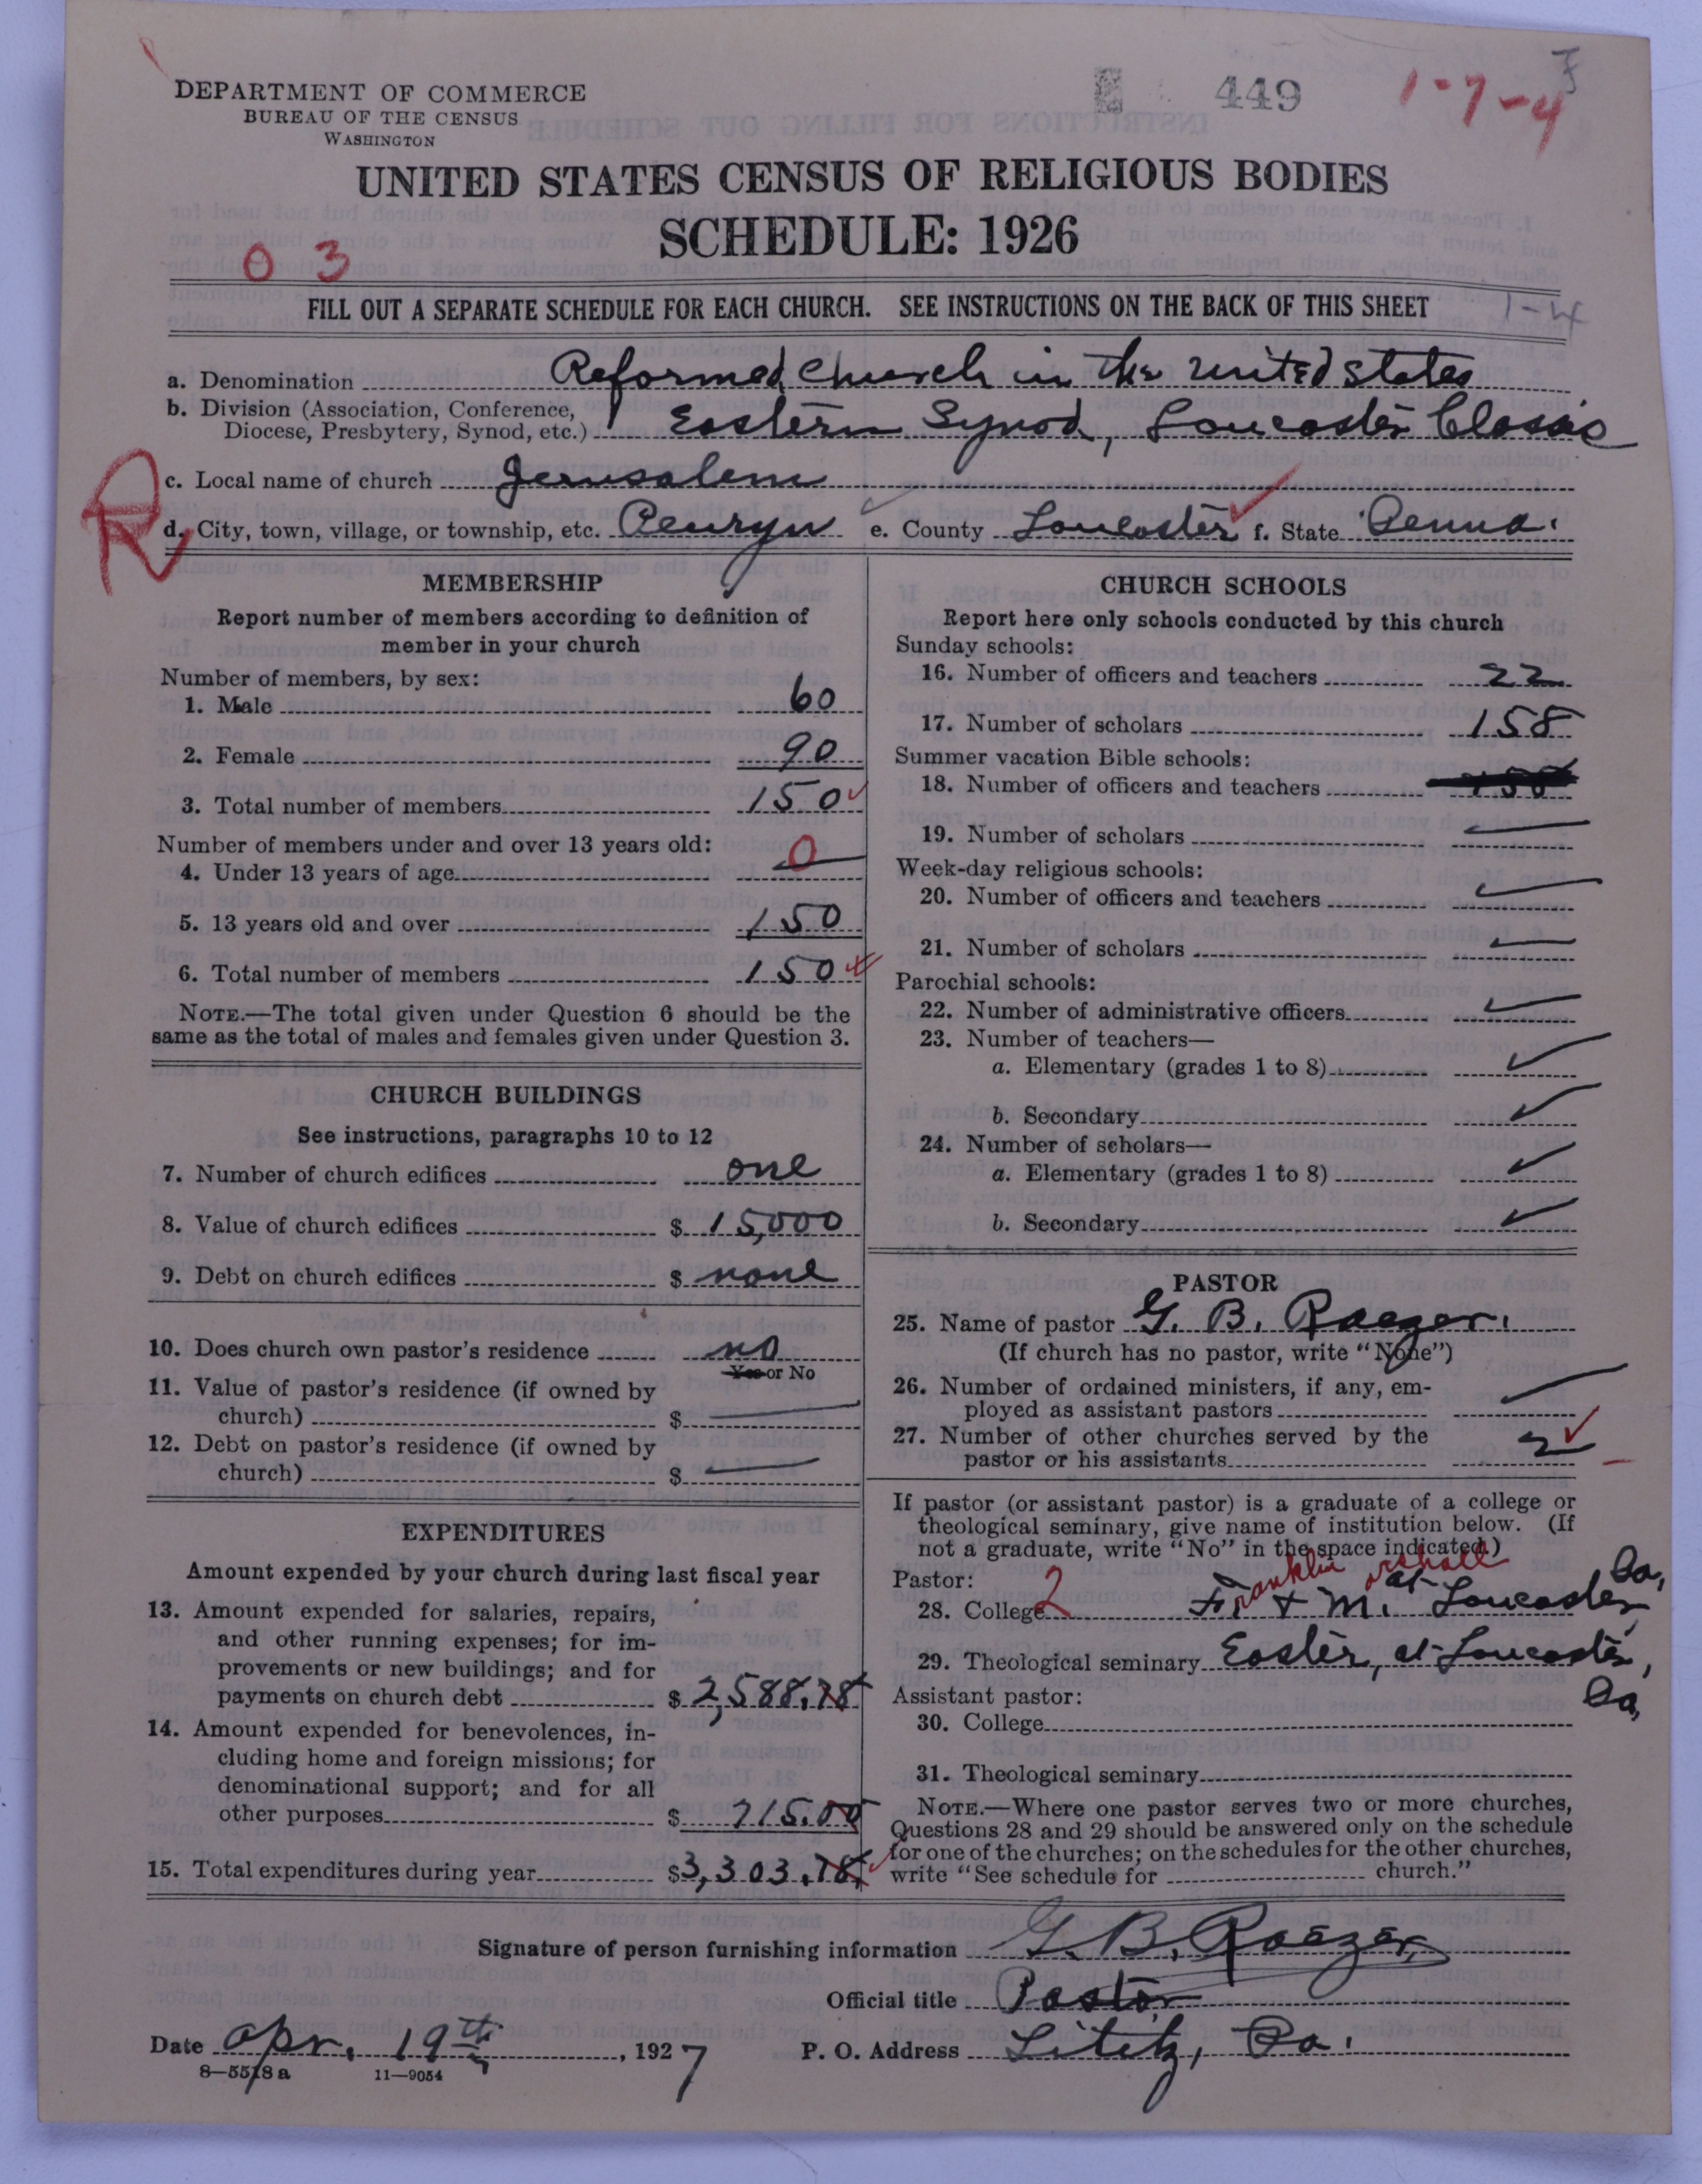 449
1-7-4
DEPARTMENT OF COMMERCE
BUREAU OF THE CENSUS
WASHINGTON
UNITED STATES CENSUS OF RELIGIOUS BODIES
SCHEDULE: 1926
0 3
FILL OUT A SEPARATE SCHEDULE FOR EACH CHURCH. SEE INSTRUCTIONS ON THE BACK OF THIS SHEET
1-4
a. Denomination Reformed Church in the United States
b. Division (Association, Conference,
Diocese, Presbytery, Synod, etc.) Eastern Synod, Lancaster Classis
R
c. Local name of church Jerusalem
d. City, town, village, or township, etc. Penryn e. County Lancaster f. State Penna.
MEMBERSHIP
Report number of members according to definition of
member in your church
Number of members, by sex:
1. Male 60
2. Female 90
3. Total number of members 150
Number of members under and over 13 years old:
4. Under 13 years of age 0
5. 13 years old and over 150
6. Total number of members 150
NOTE.—The total given under Question 6 should be the
same as the total of males and females given under Question 3.
CHURCH BUILDINGS
See instructions, paragraphs 10 to 12
7. Number of church edifices one
8. Value of church edifices $ 15,000
9. Debt on church edifices $ none
10. Does church own pastor's residence no
Yes or No
11. Value of pastor's residence (if owned by
church) $
12. Debt on pastor's residence (if owned by
church) $
EXPENDITURES
Amount expended by your church during last fiscal year
13. Amount expended for salaries, repairs,
and other running expenses; for im-
provements or new buildings; and for
payments on church debt $ 2,588.78
14. Amount expended for benevolences, in-
cluding home and foreign missions; for
denominational support; and for all
other purposes $ 715.00
15. Total expenditures during year $3,303.78
CHURCH SCHOOLS
Report here only schools conducted by this church
Sunday schools:
16. Number of officers and teachers 22
17. Number of scholars 158
Summer vacation Bible schools:
18. Number of officers and teachers 158
19. Number of scholars
Week-day religious schools:
20. Number of officers and teachers
21. Number of scholars
Parochial schools:
22. Number of administrative officers
23. Number of teachers—
a. Elementary (grades 1 to 8)
b. Secondary
24. Number of scholars—
a. Elementary (grades 1 to 8)
b. Secondary
PASTOR
25. Name of pastor G. B. Raezer.
(If church has no pastor, write "None")
26. Number of ordained ministers, if any, em-
ployed as assistant pastors
27. Number of other churches served by the
pastor or his assistants 2
If pastor (or assistant pastor) is a graduate of a college or
theological seminary, give name of institution below. (If
not a graduate, write "No" in the space indicated.)
Pastor:
28. College 2 Franklin & Marshall at Lancaster, Pa.
29. Theological seminary Easter, at Lancaster, Pa,
Assistant pastor:
30. College
31. Theological seminary
NOTE.—Where one pastor serves two or more churches,
Questions 28 and 29 should be answered only on the schedule
for one of the churches; on the schedules for the other churches,
write "See schedule for church."
Signature of person furnishing information G. B. Raezer,
Official title Pastor
Date Apr. 19th, 1927 P. O. Address Lititz, Pa.
8—5518a 11—9054